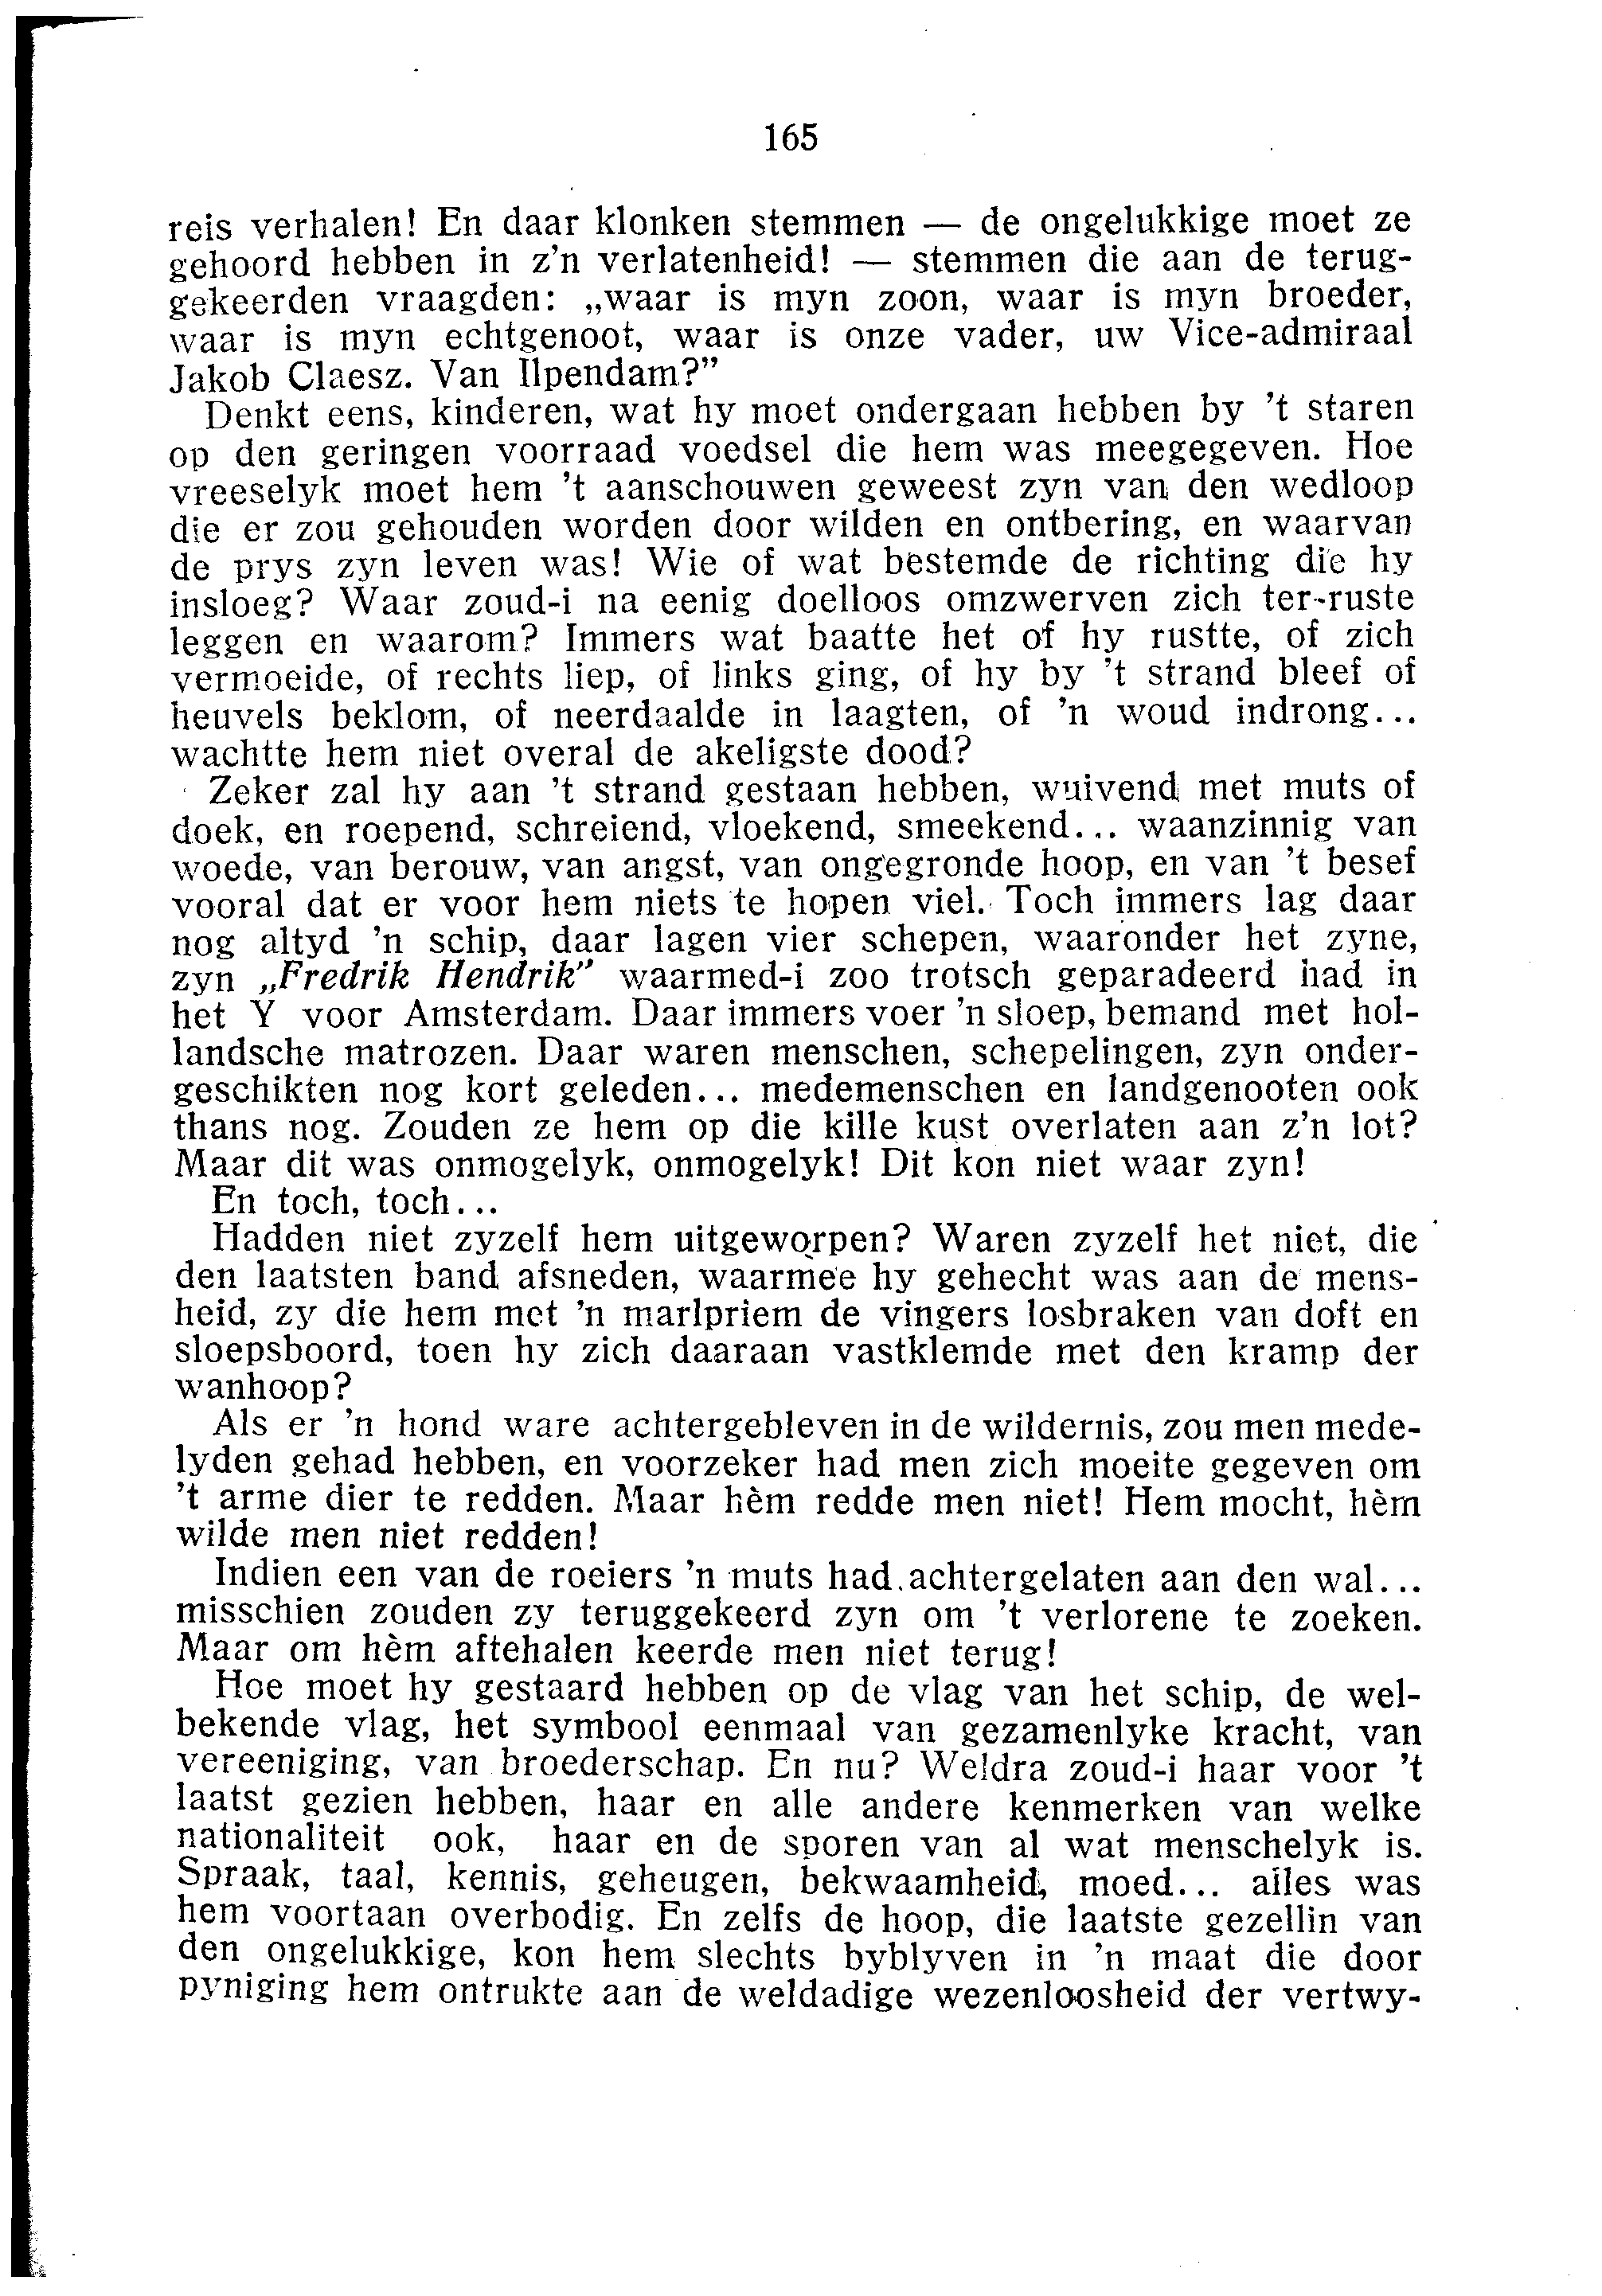 165
reis verhalen! En daar klonken stemmen — de ongelukkige moet ze
gehoord hebben in z'n verlatenheid! — stemmen die aan de terug-
gekeerden vraagden: „waar is myn zoon, waar is myn broeder,
waar is myn echtgenoot, waar is onze vader, uw Vice-admiraal
Jakob Claesz. Van Ilpendam?”
Denkt eens, kinderen, wat hy moet ondergaan hebben by 't staren
op den geringen voorraad voedsel die hem was meegegeven. Hoe
vreeselyk moet hem 't aanschouwen geweest zyn van den wedloop
die er zou gehouden worden door wilden en ontbering, en waarvan
de prys zyn leven was! Wie of wat bestemde de richting die hy
insloeg? Waar zoud-i na eenig doelloos omzwerven zich ter-ruste
leggen en waarom? Immers wat baatte het of hy rustte, of zich
vermoeide, of rechts liep, of links ging, of hy by 't strand bleef of
heuvels beklom, of neerdaalde in laagten, of 'n woud indrong...
wachtte hem niet overal de akeligste dood?
Zeker zal hy aan 't strand gestaan hebben, wuivend met muts of
doek, en roepend, schreiend, vloekend, smeekend... waanzinnig van
woede, van berouw, van angst, van ongegronde hoop, en van 't besef
vooral dat er voor hem niets te hopen viel. Toch immers lag daar
nog altyd 'n schip, daar lagen vier schepen, waaronder het zyne,
zyn „Fredrik Hendrik” waarmed-i zoo trotsch geparadeerd had in
het Y voor Amsterdam. Daar immers voer 'n sloep, bemand met hol-
landsche matrozen. Daar waren menschen, schepelingen, zyn onder-
geschikten nog kort geleden... medemenschen en landgenooten ook
thans nog. Zouden ze hem op die kille kust overlaten aan z'n lot?
Maar dit was onmogelyk, onmogelyk! Dit kon niet waar zyn!
En toch, toch...
Hadden niet zyzelf hem uitgeworpen? Waren zyzelf het niet, die
den laatsten band afsneden, waarmee hy gehecht was aan de mens-
heid, zy die hem met 'n marlpriem de vingers losbraken van doft en
sloepsboord, toen hy zich daaraan vastklemde met den kramp der
wanhoop?
Als er 'n hond ware achtergebleven in de wildernis, zou men mede-
lyden gehad hebben, en voorzeker had men zich moeite gegeven om
't arme dier te redden. Maar hèm redde men niet! Hem mocht, hèm
wilde men niet redden!
Indien een van de roeiers 'n muts had achtergelaten aan den wal...
misschien zouden zy teruggekeerd zyn om 't verlorene te zoeken.
Maar om hèm aftehalen keerde men niet terug!
Hoe moet hy gestaard hebben op de vlag van het schip, de wel-
bekende vlag, het symbool eenmaal van gezamenlyke kracht, van
vereeniging, van broederschap. En nu? Weldra zoud-i haar voor 't
laatst gezien hebben, haar en alle andere kenmerken van welke
nationaliteit ook, haar en de sporen van al wat menschelyk is.
Spraak, taal, kennis, geheugen, bekwaamheid, moed... alles was
hem voortaan overbodig. En zelfs de hoop, die laatste gezellin van
den ongelukkige, kon hem slechts byblyven in 'n maat die door
pyniging hem ontrukte aan de weldadige wezenloosheid der vertwy-